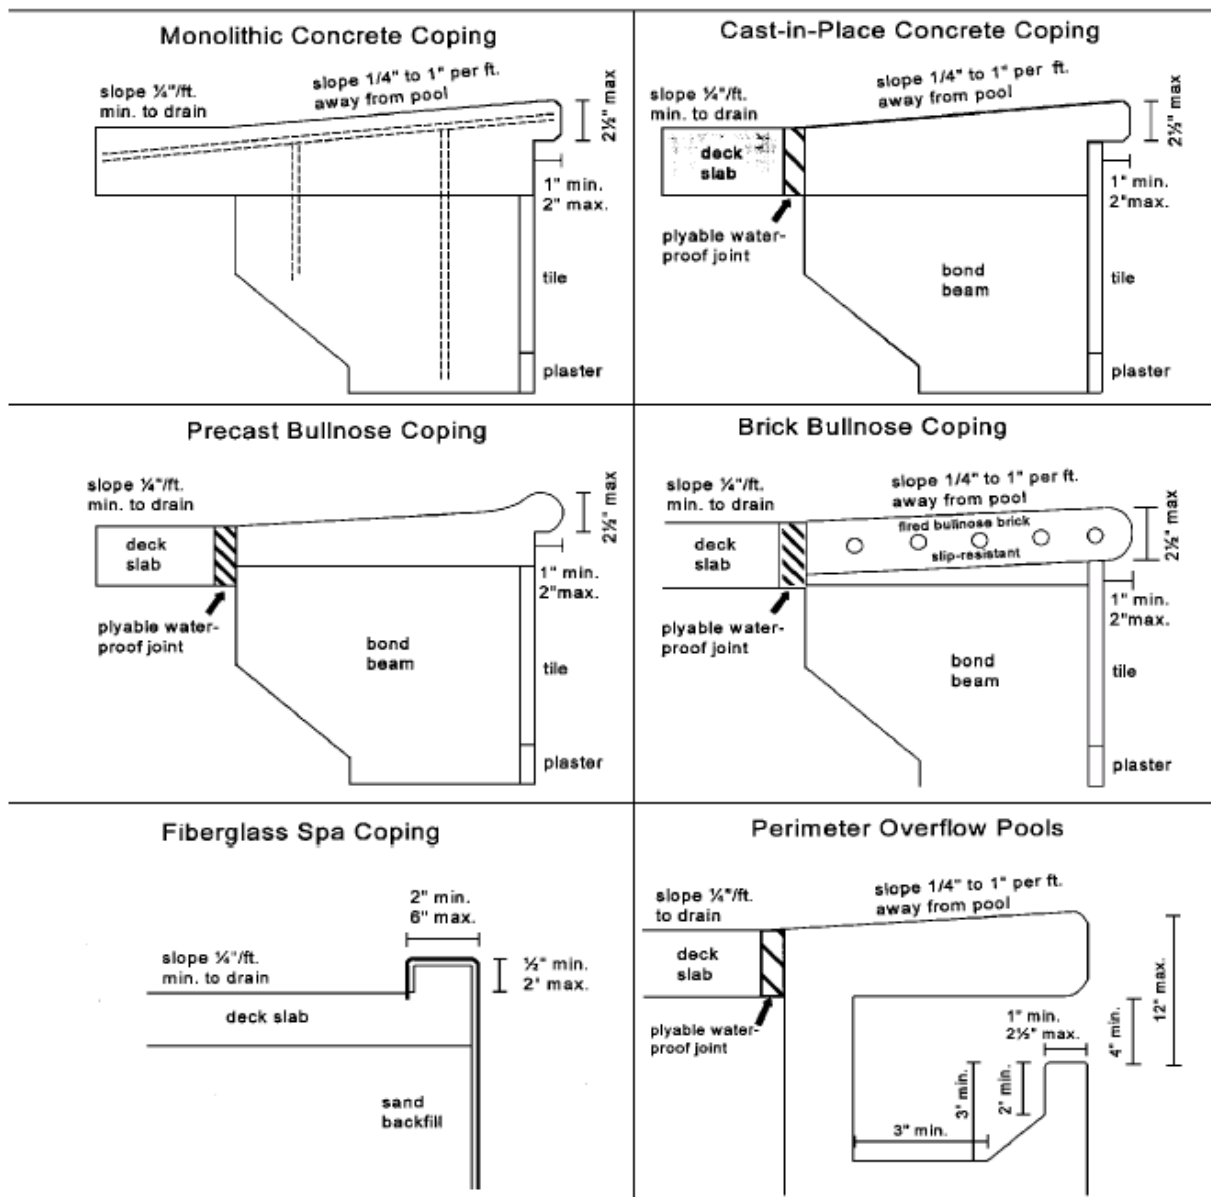 Monolithic Concrete Coping
slope ¼"/ft.
min. to drain
slope 1/4" to 1" per ft.
away from pool
2½" max
1" min.
2" max.
tile
plaster
Cast-in-Place Concrete Coping
slope ¼"/ft.
min. to drain
slope 1/4" to 1" per ft.
away from pool
2½" max
deck
slab
1" min.
2"max.
plyable water-
proof joint
bond
beam
tile
plaster
Precast Bullnose Coping
slope ¼"/ft.
min. to drain
2½" max
deck
slab
1" min.
2"max.
plyable water-
proof joint
bond
beam
tile
plaster
Brick Bullnose Coping
slope ¼"/ft.
min. to drain
slope 1/4" to 1" per ft.
away from pool
fired bullnose brick
slip-resistant
2½" max
deck
slab
1" min.
2"max.
plyable water-
proof joint
bond
beam
tile
plaster
Fiberglass Spa Coping
2" min.
6" max.
slope ¼"/ft.
min. to drain
½" min.
2" max.
deck slab
sand
backfill
Perimeter Overflow Pools
slope ¼"/ft.
to drain
slope 1/4" to 1" per ft.
away from pool
deck
slab
12" max.
plyable water-
proof joint
1" min.
2½" max.
4" min.
3" min.
2" min.
3" min.